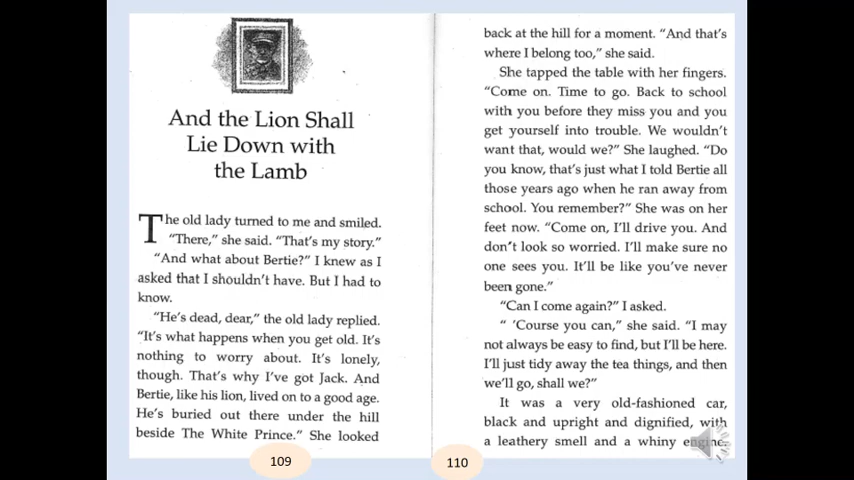 And the Lion Shall
Lie Down with
the Lamb
The old lady turned to me and smiled.
"There," she said. "That's my story."
"And what about Bertie?" I knew as I
asked that I shouldn't have. But I had to
know.
"He's dead, dear," the old lady replied.
"It's what happens when you get old. It's
nothing to worry about. It's lonely,
though. That's why I've got Jack. And
Bertie, like his lion, lived on to a good age.
He's buried out there under the hill
beside The White Prince." She looked
109
back at the hill for a moment. "And that's
where I belong too," she said.
She tapped the table with her fingers.
"Come on. Time to go. Back to school
with you before they miss you and you
get yourself into trouble. We wouldn't
want that, would we?" She laughed. "Do
you know, that's just what I told Bertie all
those years ago when he ran away from
school. You remember?" She was on her
feet now. "Come on, I'll drive you. And
don't look so worried. I'll make sure no
one sees you. It'll be like you've never
been gone."
"Can I come again?" I asked.
" 'Course you can," she said. "I may
not always be easy to find, but I'll be here.
I'll just tidy away the tea things, and then
we'll go, shall we?"
It was a very old-fashioned car,
black and upright and dignified, with
a leathery smell and a whiny engine.
110